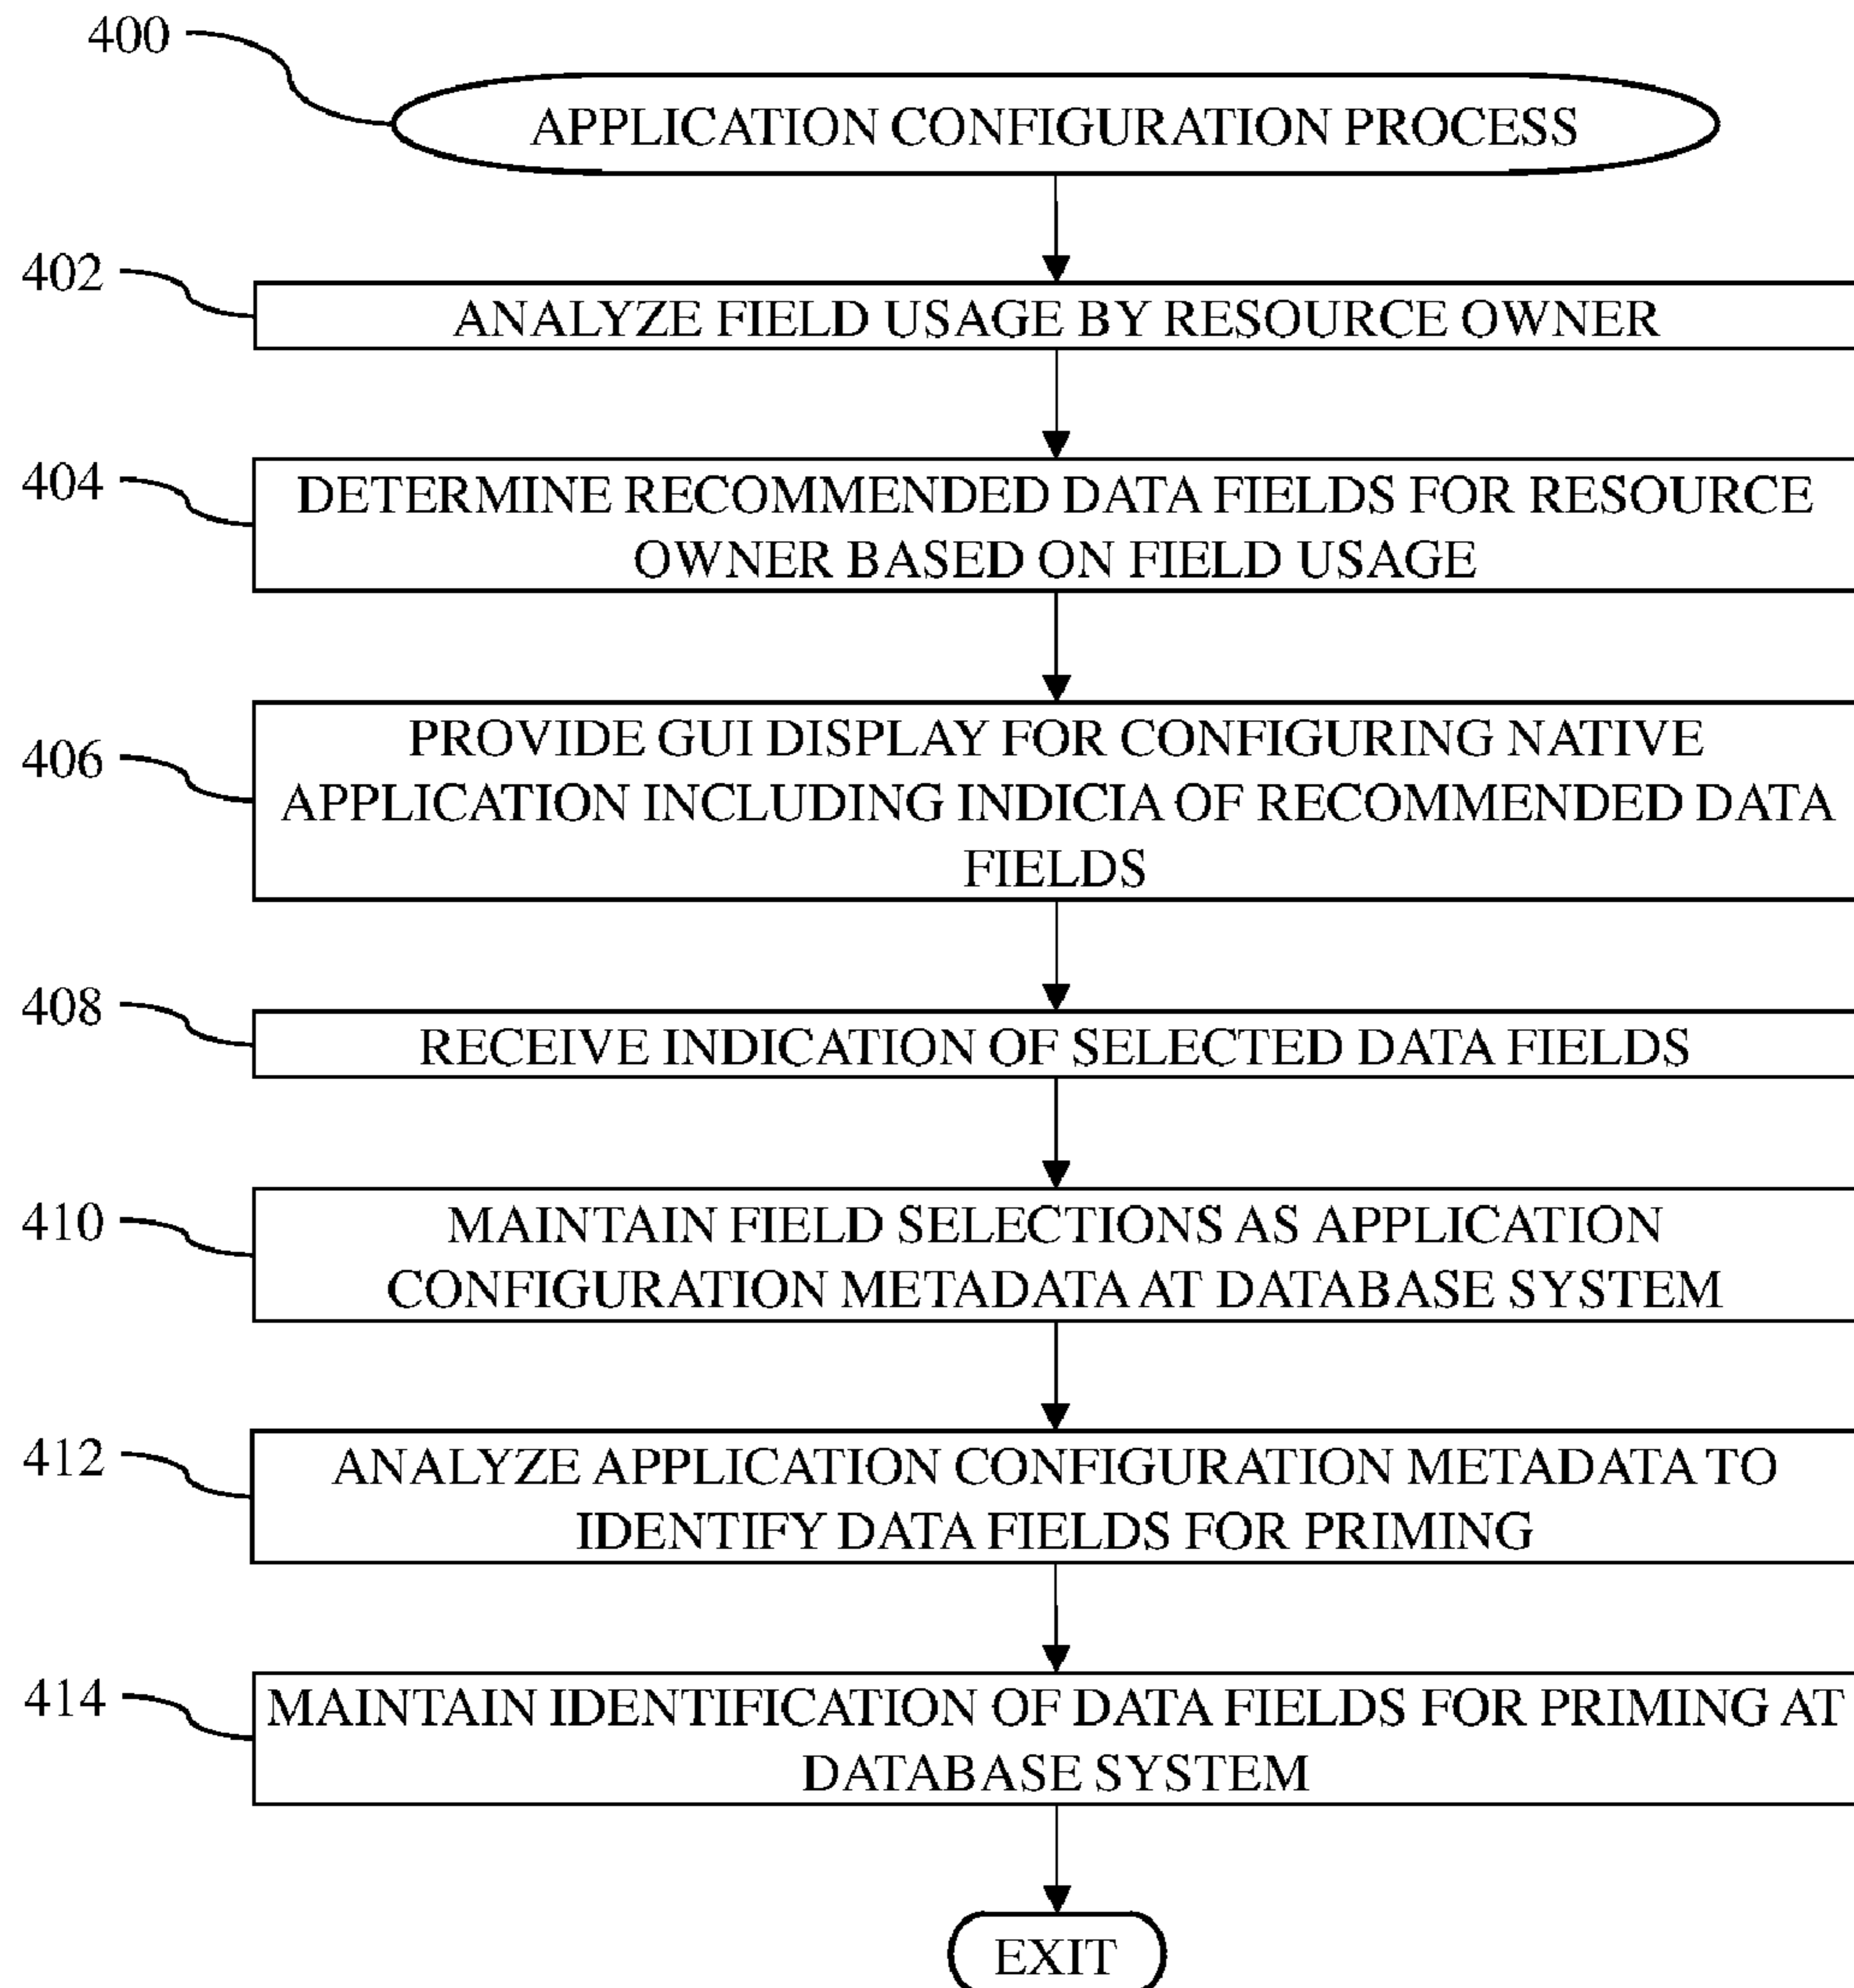 400
APPLICATION CONFIGURATION PROCESS
402
ANALYZE FIELD USAGE BY RESOURCE OWNER
404
DETERMINE RECOMMENDED DATA FIELDS FOR RESOURCE
OWNER BASED ON FIELD USAGE
406
PROVIDE GUI DISPLAY FOR CONFIGURING NATIVE
APPLICATION INCLUDING INDICIA OF RECOMMENDED DATA
FIELDS
408
RECEIVE INDICATION OF SELECTED DATA FIELDS
410
MAINTAIN FIELD SELECTIONS AS APPLICATION
CONFIGURATION METADATA AT DATABASE SYSTEM
412
ANALYZE APPLICATION CONFIGURATION METADATA TO
IDENTIFY DATA FIELDS FOR PRIMING
414
MAINTAIN IDENTIFICATION OF DATA FIELDS FOR PRIMING AT
DATABASE SYSTEM
EXIT